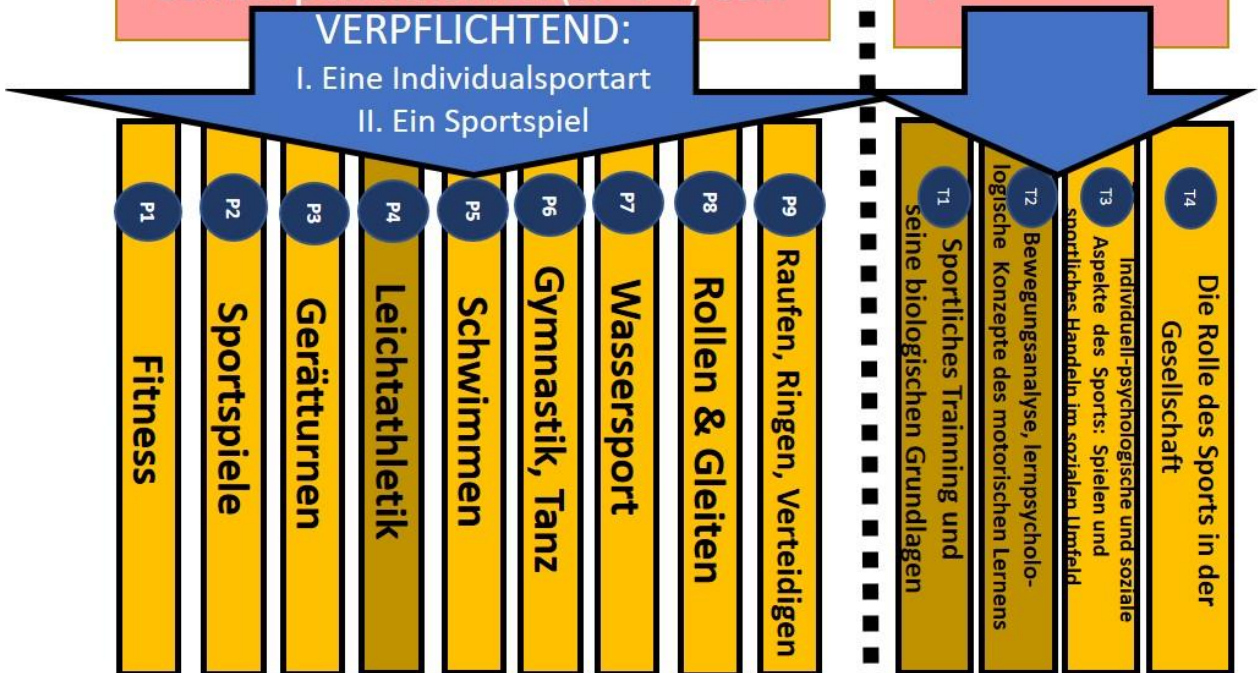 VERPFLICHTEND:
I. Eine Individualsportart
II. Ein Sportspiel
P1
Fitness
P2
Sportspiele
P3
Gerätturnen
P4
Leichtathletik
P5
Schwimmen
P6
Gymnastik, Tanz
P7
Wassersport
P8
Rollen & Gleiten
P9
Raufen, Ringen, Verteidigen
T1
Sportliches Trainning und
seine biologischen Grundlagen
T2
Bewegungsanalyse, lernpsycholo-
logische Konzepte des motorischen Lernens
T3
Individuell-psychologische und soziale
Aspekte des Sports: Spielen und
sportliches Handeln im sozialen Umfeld
T4
Die Rolle des Sports in der
Gesellschaft